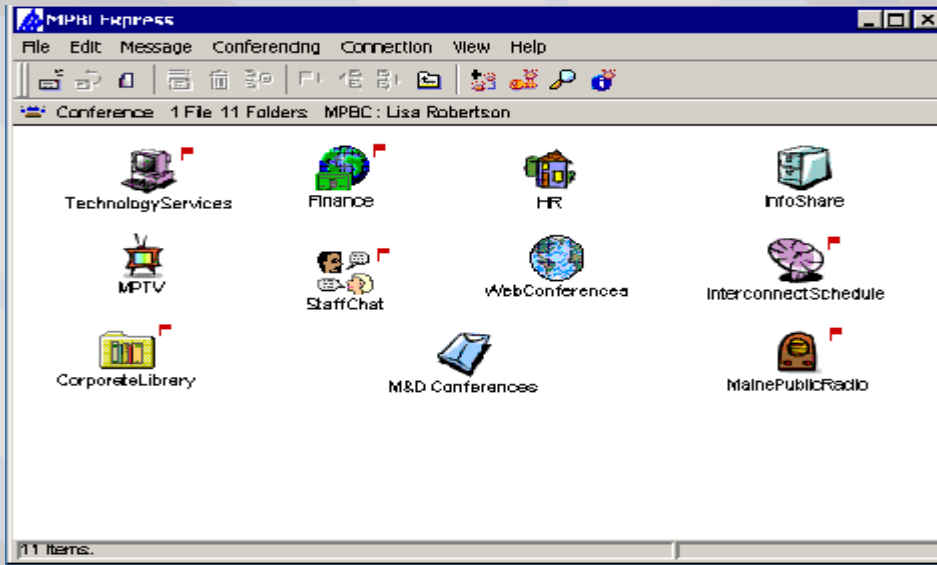 MPBC Express
File Edit Message Conferencing Connection View Help
Conference 1 File 11 Folders MPBC : Lisa Robertson
TechnologyServices Finance HR InfoShare
MPTV StaffChat WebConferences InterconnectSchedule
CorporateLibrary M&D Conferences MainePublicRadio
11 Items.